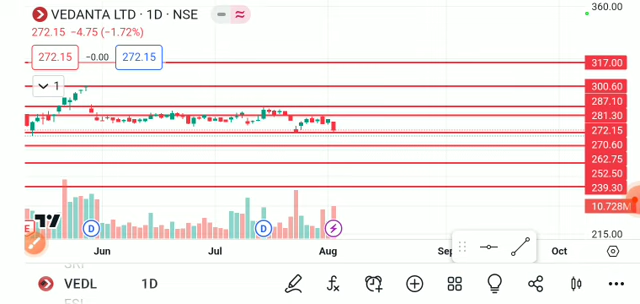 VEDANTA LTD · 1D · NSE
360.00
272.15 −4.75 (−1.72%)
272.15 −0.00 272.15
317.00
1
300.60
287.10
281.30
272.15
270.60
262.75
252.50
239.30
10.728M
E D D
215.00
Jun Jul Aug Sep Oct
VEDL 1D